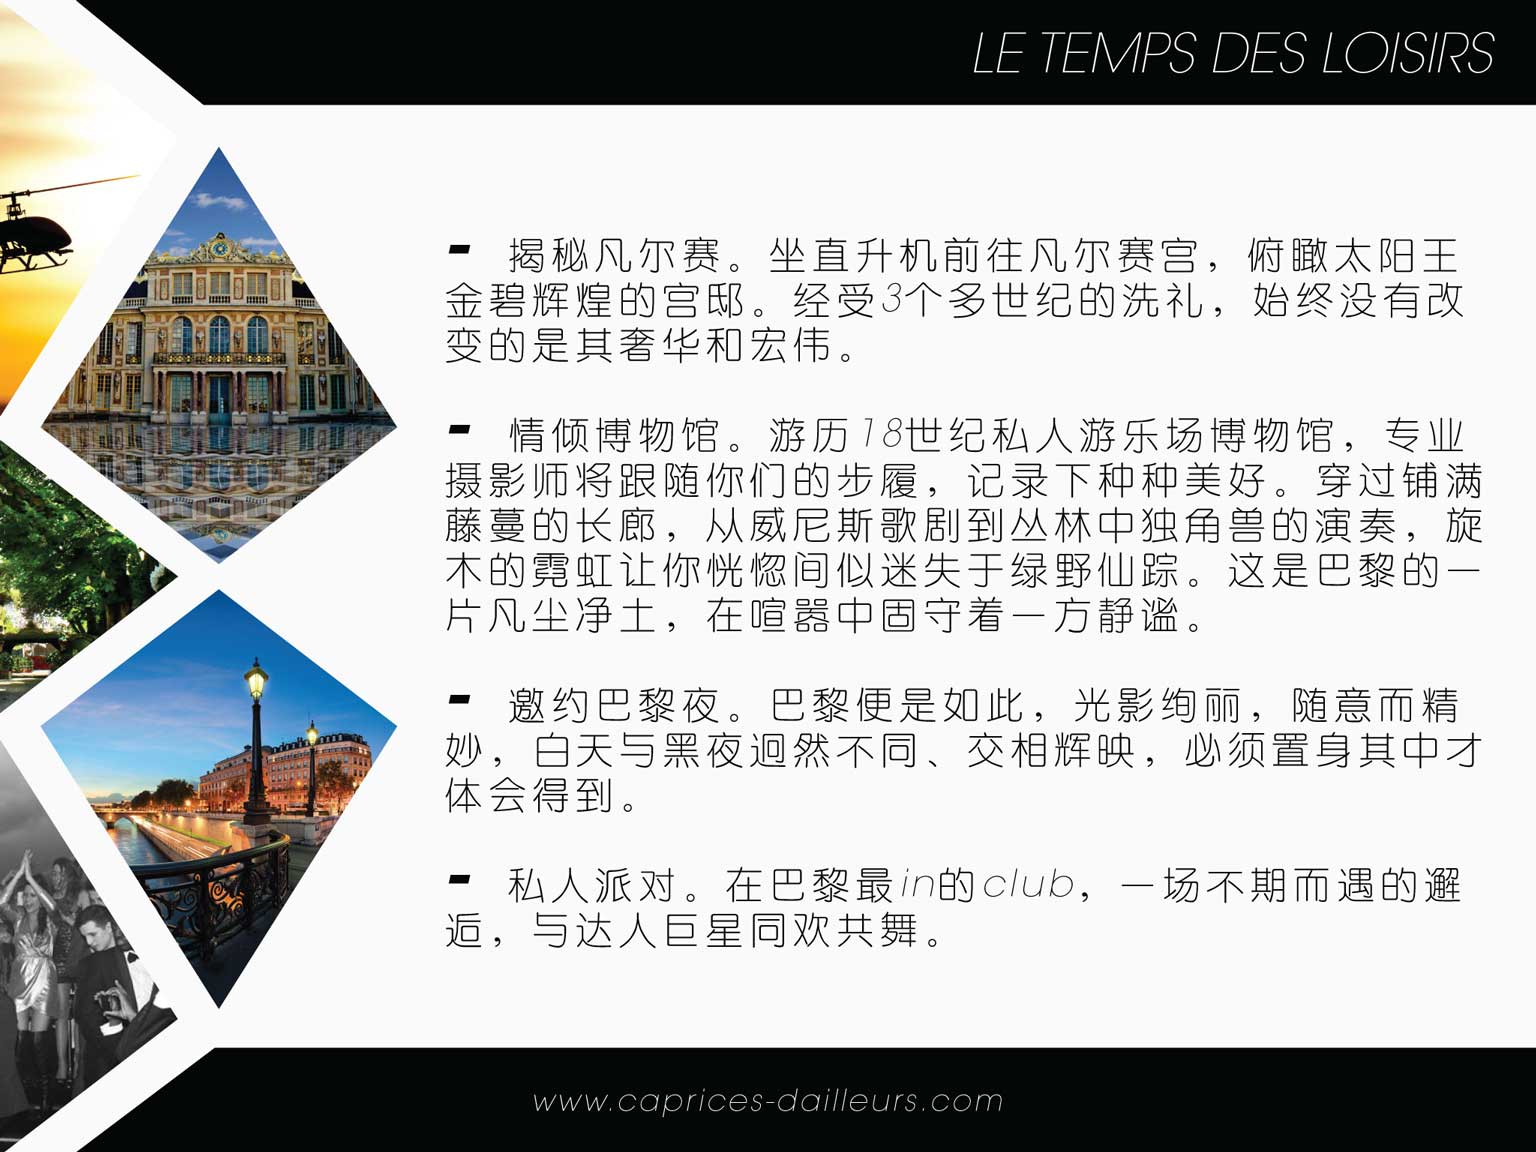 LE TEMPS DES LOISIRS
- 揭秘凡尔赛。坐直升机前往凡尔赛宫，俯瞰太阳王
金碧辉煌的宫邸。经受3个多世纪的洗礼，始终没有改
变的是其奢华和宏伟。
- 情倾博物馆。游历18世纪私人游乐场博物馆，专业
摄影师将跟随你们的步履，记录下种种美好。穿过铺满
藤蔓的长廊，从威尼斯歌剧到丛林中独角兽的演奏，旋
木的霓虹让你恍惚间似迷失于绿野仙踪。这是巴黎的一
片凡尘净土，在喧嚣中固守着一方静谧。
- 邀约巴黎夜。巴黎便是如此，光影绚丽，随意而精
妙，白天与黑夜迥然不同、交相辉映，必须置身其中才
体会得到。
- 私人派对。在巴黎最in的club，一场不期而遇的邂
逅，与达人巨星同欢共舞。
www.caprices-dailleurs.com